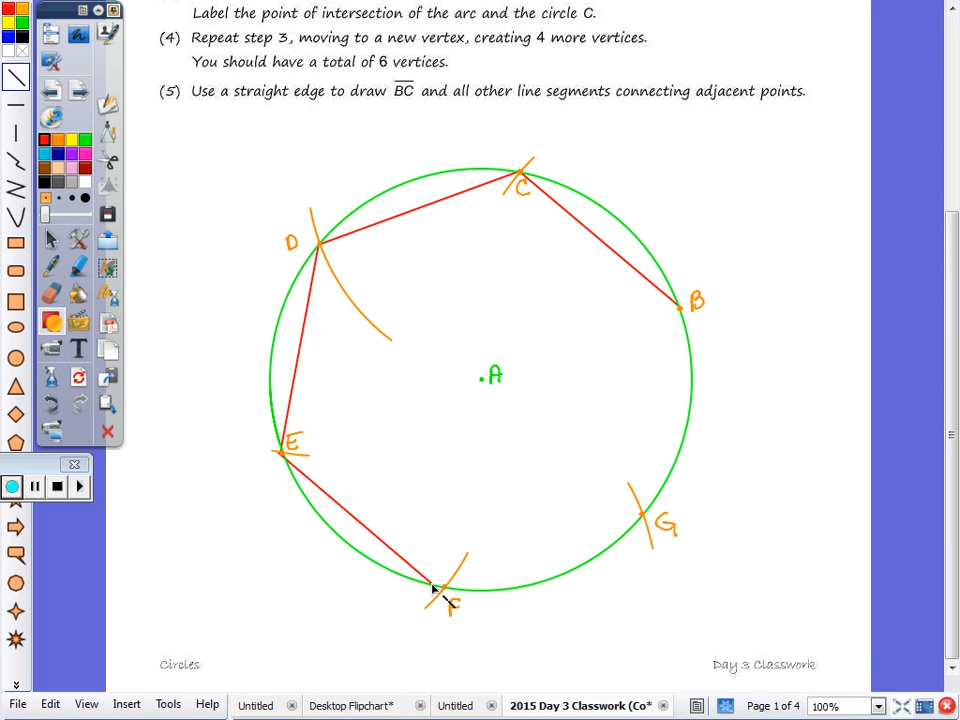 Label the point of intersection of the arc and the circle C.
(4) Repeat step 3, moving to a new vertex, creating 4 more vertices.
You should have a total of 6 vertices.
(5) Use a straight edge to draw BC and all other line segments connecting adjacent points.
C
D
B
A
E
G
F
Circles
Day 3 Classwork
File Edit View Insert Tools Help Untitled Desktop Flipchart* Untitled 2015 Day 3 Classwork (Co* Page 1 of 4 100%